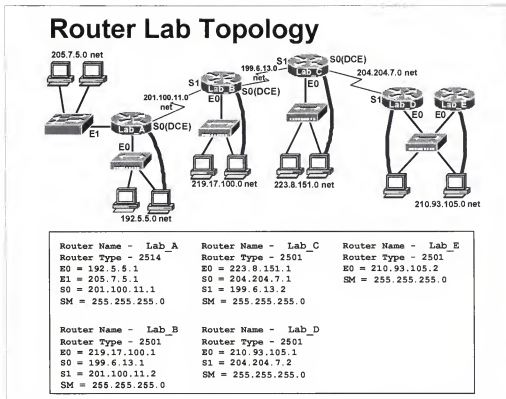 Router Lab Topology
205.7.5.0 net
201.100.11.0
net
199.6.13.0
net
204.204.7.0 net
S1
S0(DCE)
Lab_C
E0
S1
Lab_B
S0(DCE)
E0
S1
Lab_D
Lab_E
E0
E0
Lab_A
S0(DCE)
E1
E0
219.17.100.0 net
223.8.151.0 net
192.5.5.0 net
210.93.105.0 net
Router Name - Lab_A
Router Type - 2514
E0 = 192.5.5.1
E1 = 205.7.5.1
S0 = 201.100.11.1
SM = 255.255.255.0
Router Name - Lab_C
Router Type - 2501
E0 = 223.8.151.1
S0 = 204.204.7.1
S1 = 199.6.13.2
SM = 255.255.255.0
Router Name - Lab_E
Router Type - 2501
E0 = 210.93.105.2
SM = 255.255.255.0
Router Name - Lab_B
Router Type - 2501
E0 = 219.17.100.1
S0 = 199.6.13.1
S1 = 201.100.11.2
SM = 255.255.255.0
Router Name - Lab_D
Router Type - 2501
E0 = 210.93.105.1
S1 = 204.204.7.2
SM = 255.255.255.0